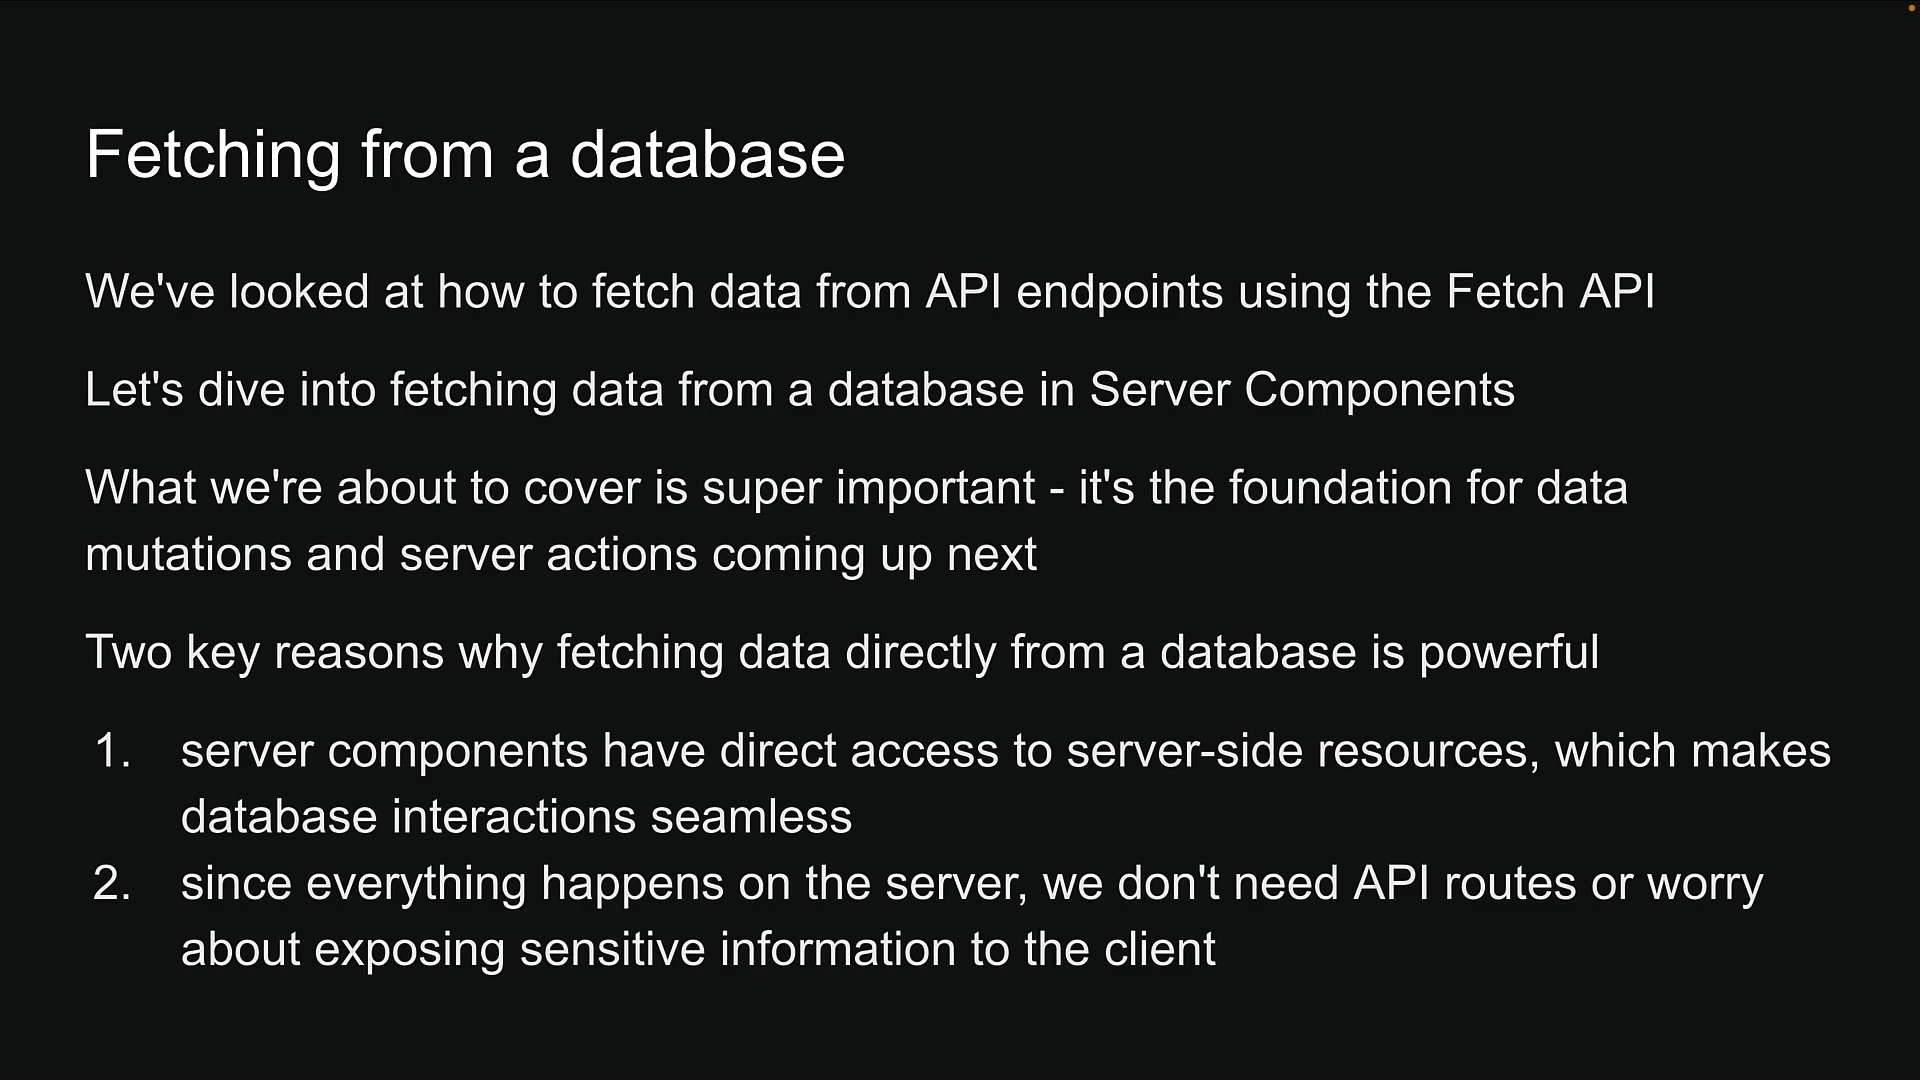 Fetching from a database
We've looked at how to fetch data from API endpoints using the Fetch API
Let's dive into fetching data from a database in Server Components
What we're about to cover is super important - it's the foundation for data
mutations and server actions coming up next
Two key reasons why fetching data directly from a database is powerful
1. server components have direct access to server-side resources, which makes
database interactions seamless
2. since everything happens on the server, we don't need API routes or worry
about exposing sensitive information to the client